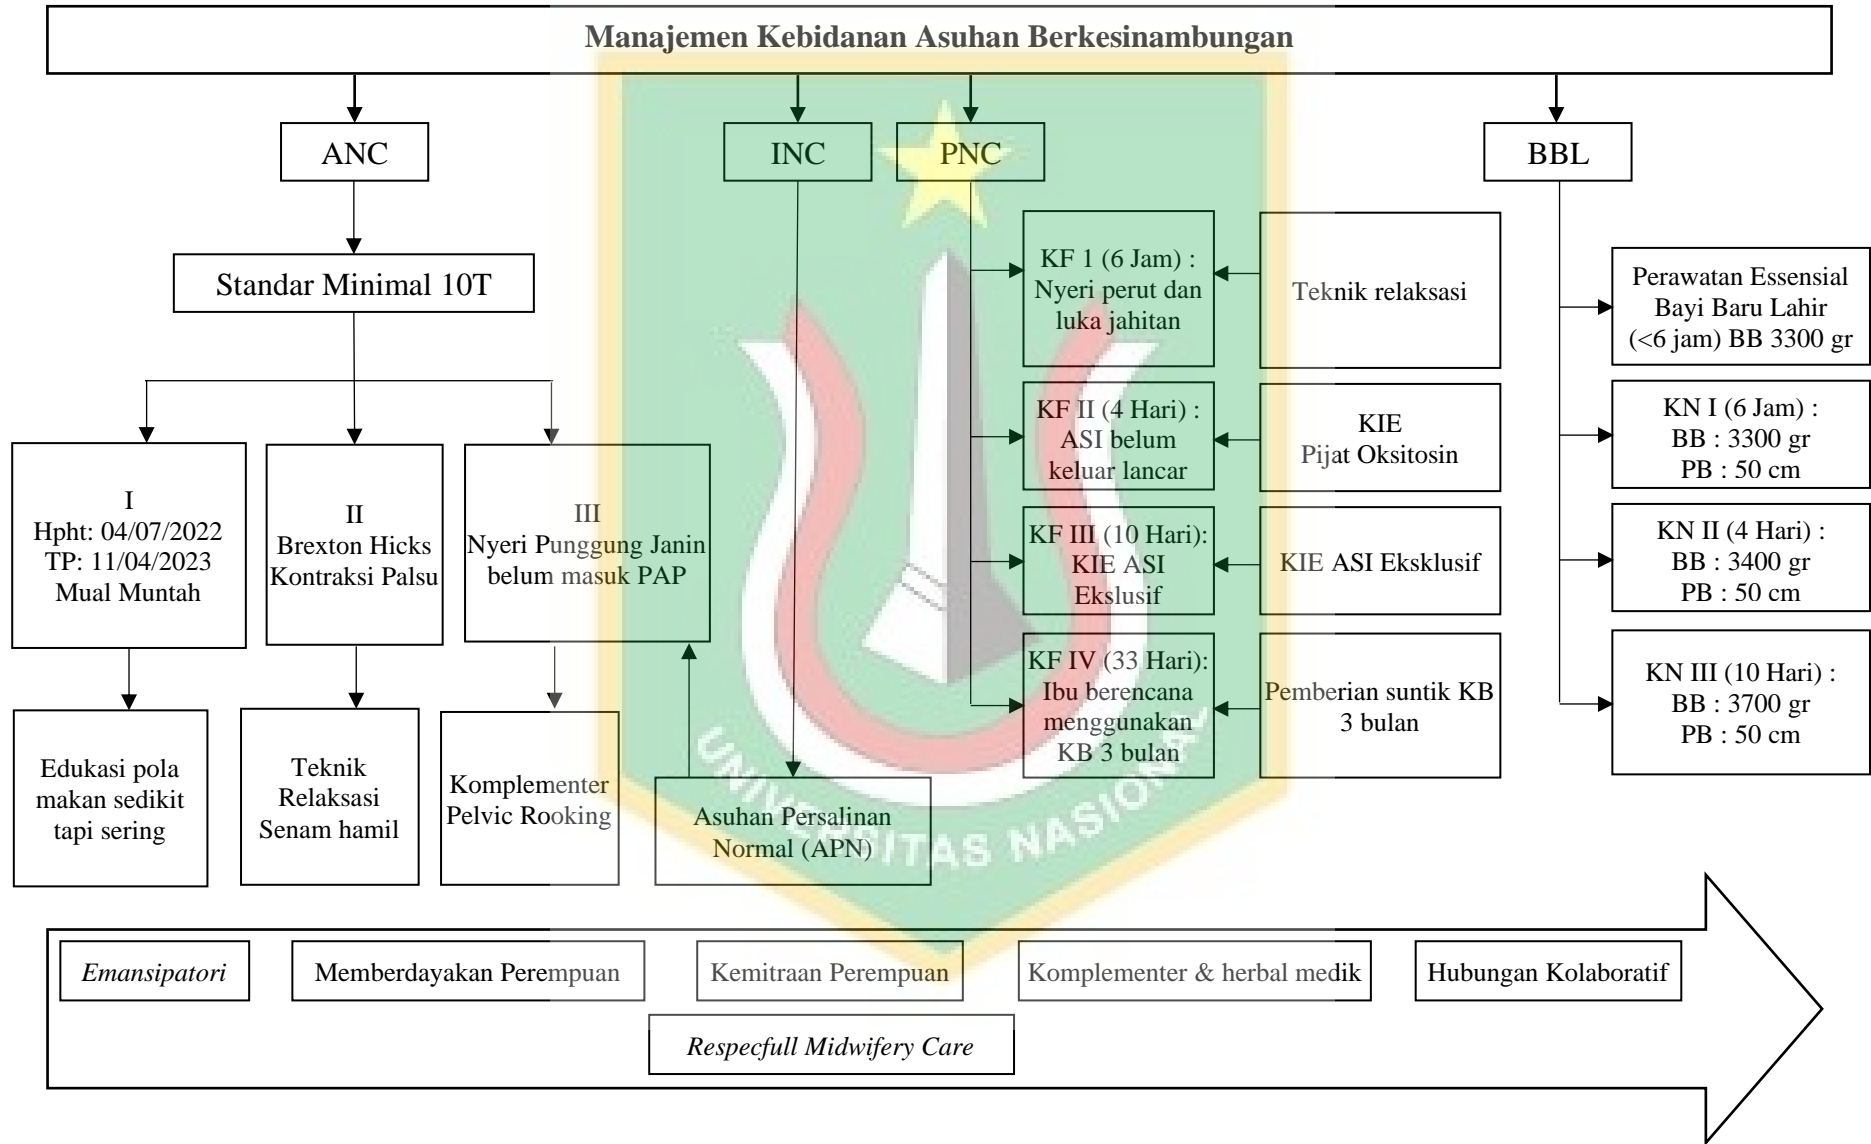 Manajemen Kebidanan Asuhan Berkesinambungan
ANC
INC
PNC
BBL
Standar Minimal 10T
I
Hpht: 04/07/2022
TP: 11/04/2023
Mual Muntah
II
Brexton Hicks
Kontraksi Palsu
III
Nyeri Punggung Janin
belum masuk PAP
Edukasi pola
makan sedikit
tapi sering
Teknik
Relaksasi
Senam hamil
Komplementer
Pelvic Rooking
Asuhan Persalinan
Normal (APN)
KF 1 (6 Jam) :
Nyeri perut dan
luka jahitan
Teknik relaksasi
KF II (4 Hari) :
ASI belum
keluar lancar
KIE
Pijat Oksitosin
KF III (10 Hari):
KIE ASI
Ekslusif
KIE ASI Eksklusif
KF IV (33 Hari):
Ibu berencana
menggunakan
KB 3 bulan
Pemberian suntik KB
3 bulan
Perawatan Essensial
Bayi Baru Lahir
(<6 jam) BB 3300 gr
KN I (6 Jam) :
BB : 3300 gr
PB : 50 cm
KN II (4 Hari) :
BB : 3400 gr
PB : 50 cm
KN III (10 Hari) :
BB : 3700 gr
PB : 50 cm
UNIVERSITAS NASIONAL
Emansipatori
Memberdayakan Perempuan
Kemitraan Perempuan
Komplementer & herbal medik
Hubungan Kolaboratif
Respecfull Midwifery Care